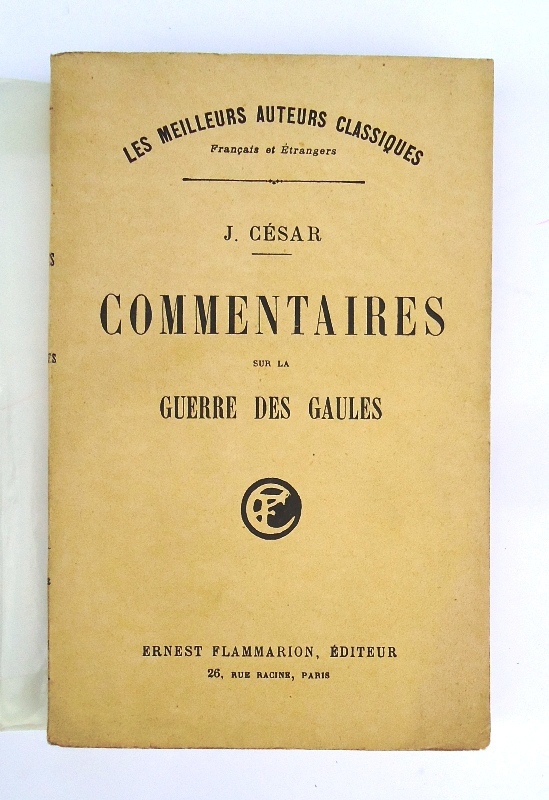 LES MEILLEURS AUTEURS CLASSIQUES
Français et Étrangers
J. CÉSAR
COMMENTAIRES
SUR LA
GUERRE DES GAULES
ERNEST FLAMMARION, ÉDITEUR
26, RUE RACINE, PARIS